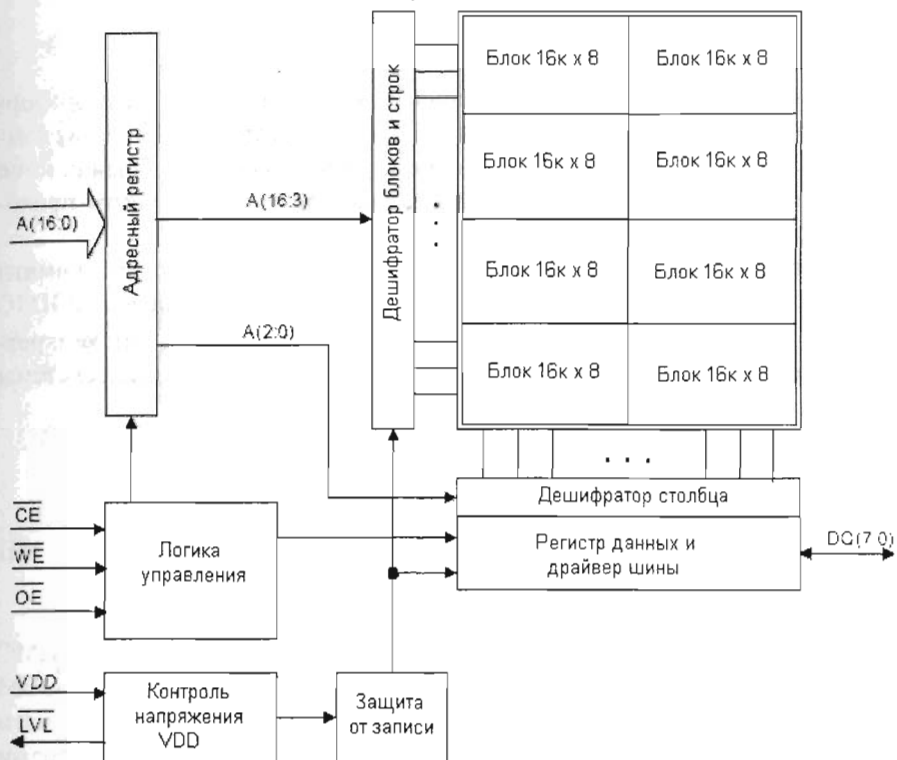 Адресный регистр
A(16:0)
A(16:3)
A(2:0)
Дешифратор блоков и строк
Блок 16к x 8
Блок 16к x 8
Блок 16к x 8
Блок 16к x 8
Блок 16к x 8
Блок 16к x 8
Блок 16к x 8
Блок 16к x 8
. . .
. . .
Дешифратор столбца
Регистр данных и
драйвер шины
DQ(7:0)
CE
WE
OE
Логика
управления
VDD
LVL
Контроль
напряжения
VDD
Защита
от записи